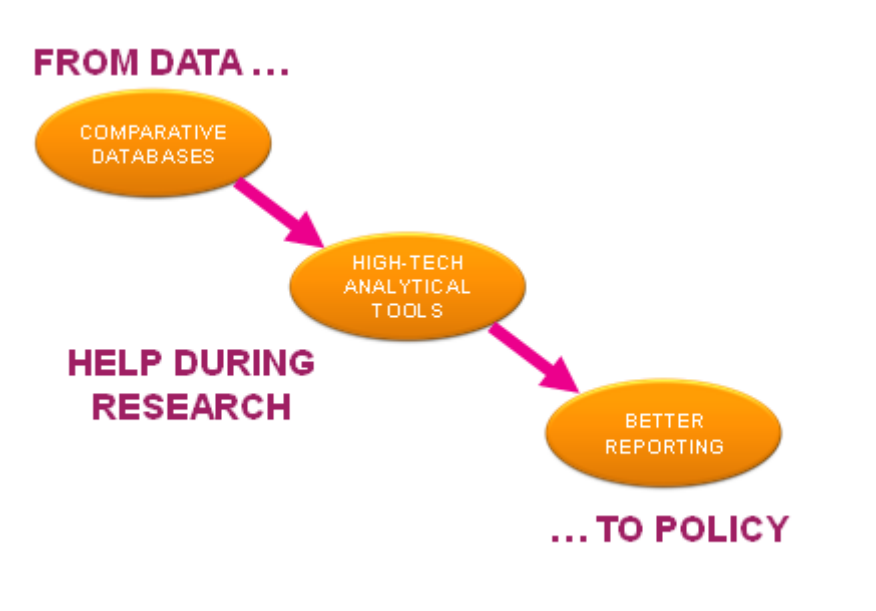 FROM DATA ...
COMPARATIVE
DATABASES
HIGH-TECH
ANALYTICAL
TOOLS
HELP DURING
RESEARCH
BETTER
REPORTING
... TO POLICY